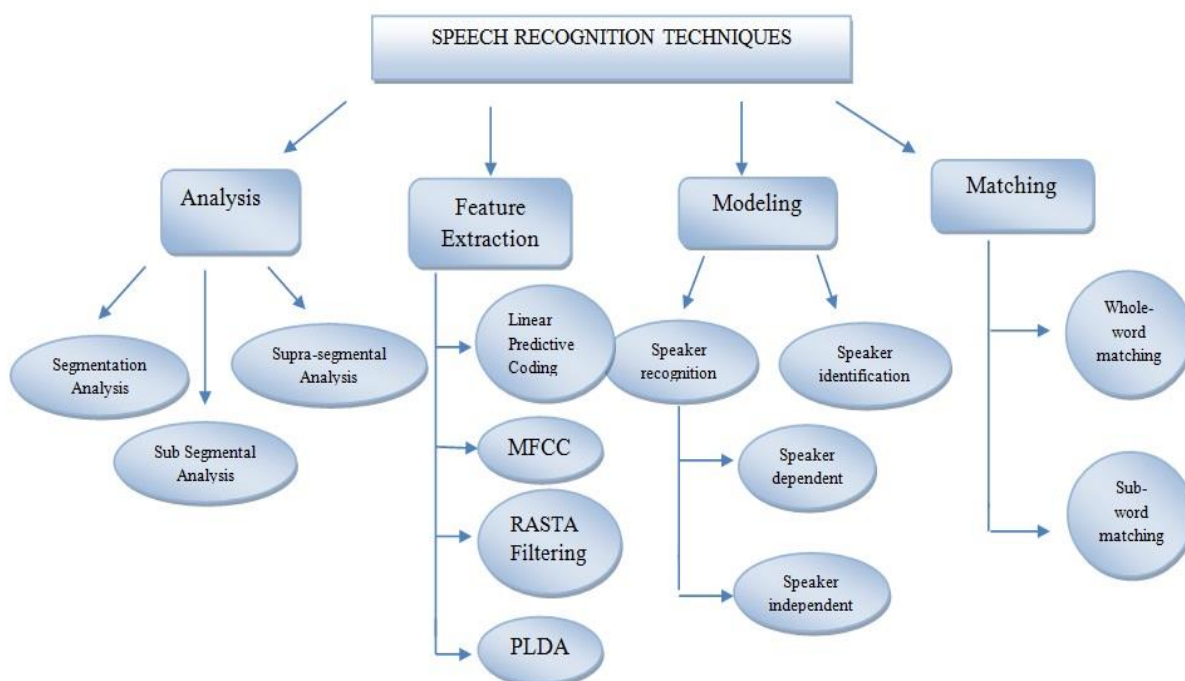 SPEECH RECOGNITION TECHNIQUES
Analysis
Feature
Extraction
Modeling
Matching
Segmentation
Analysis
Sub Segmental
Analysis
Supra-segmental
Analysis
Linear
Predictive
Coding
MFCC
RASTA
Filtering
PLDA
Speaker
recognition
Speaker
identification
Speaker
dependent
Speaker
independent
Whole-
word
matching
Sub-
word
matching